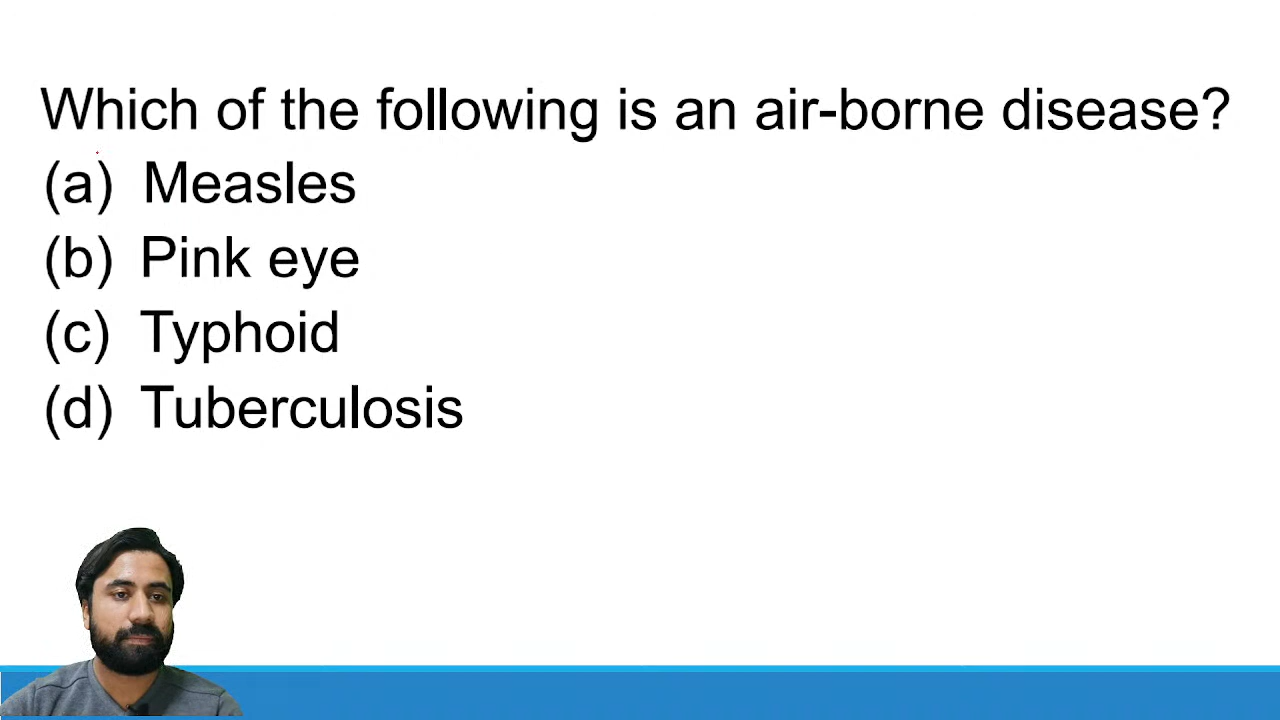 Which of the following is an air-borne disease?
(a) Measles
(b) Pink eye
(c) Typhoid
(d) Tuberculosis